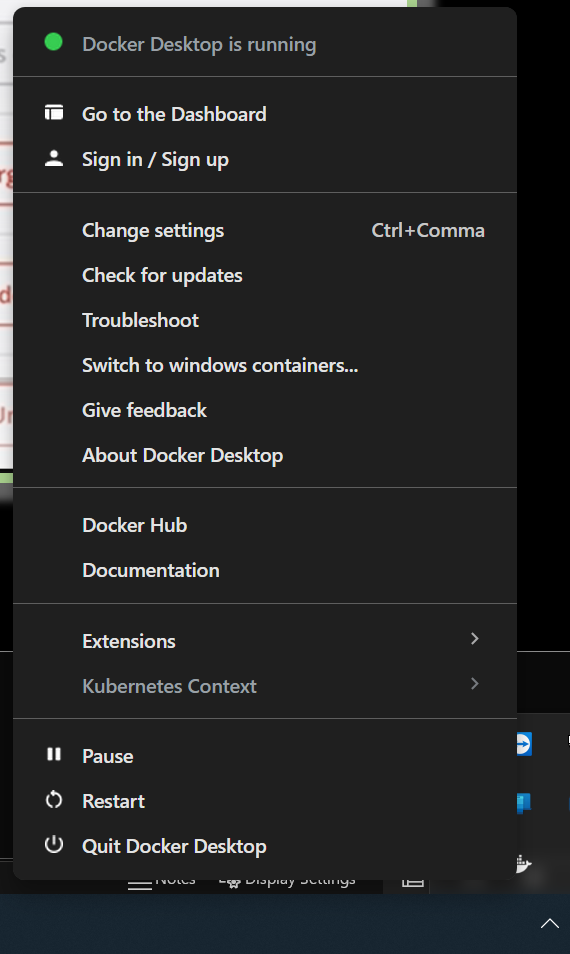 Docker Desktop is running
Go to the Dashboard
Sign in / Sign up
Change settings Ctrl+Comma
Check for updates
Troubleshoot
Switch to windows containers...
Give feedback
About Docker Desktop
Docker Hub
Documentation
Extensions
Kubernetes Context
Pause
Restart
Quit Docker Desktop
Notes Display Settings